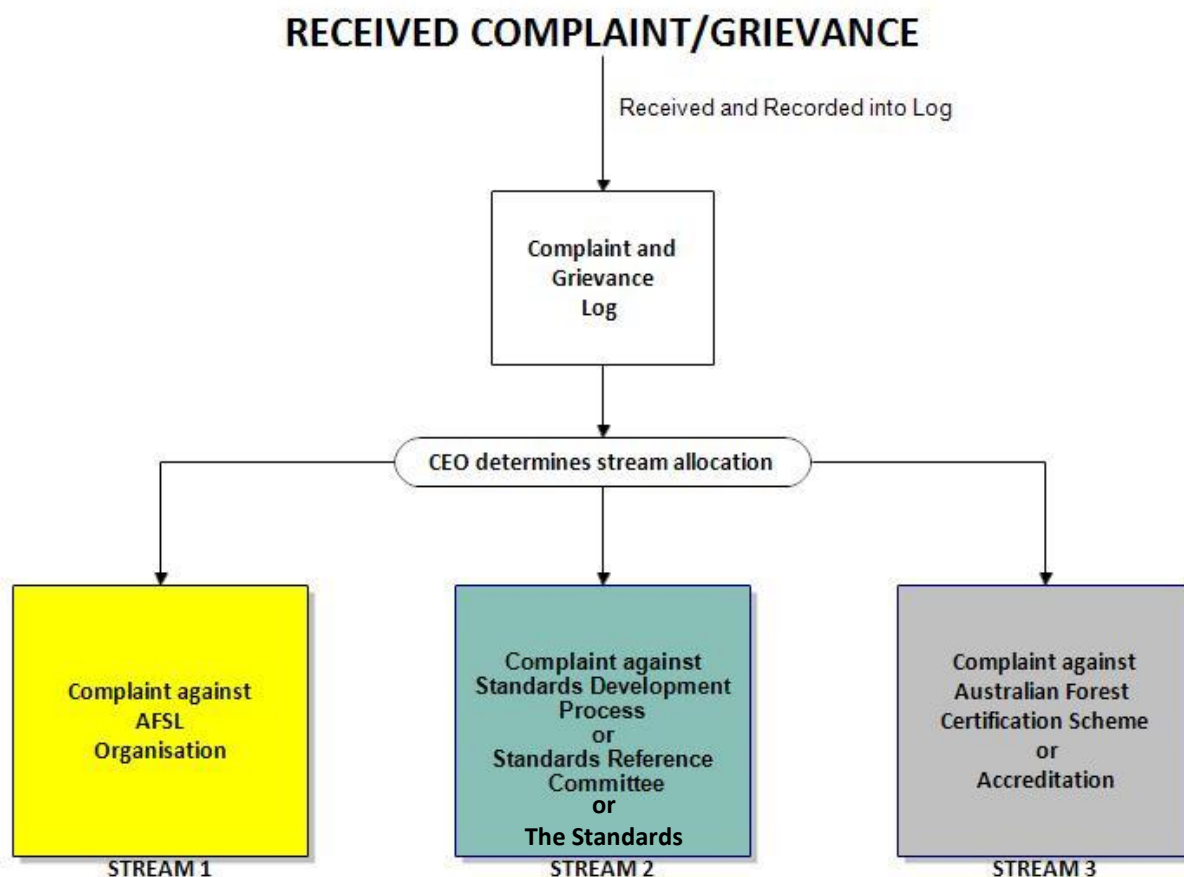 RECEIVED COMPLAINT/GRIEVANCE
Received and Recorded into Log
Complaint and
Grievance
Log
CEO determines stream allocation
Complaint against
AFSL
Organisation
STREAM 1
Complaint against
Standards Development
Process
or
Standards Reference
Committee
or
The Standards
STREAM 2
Complaint against
Australian Forest
Certification Scheme
or
Accreditation
STREAM 3